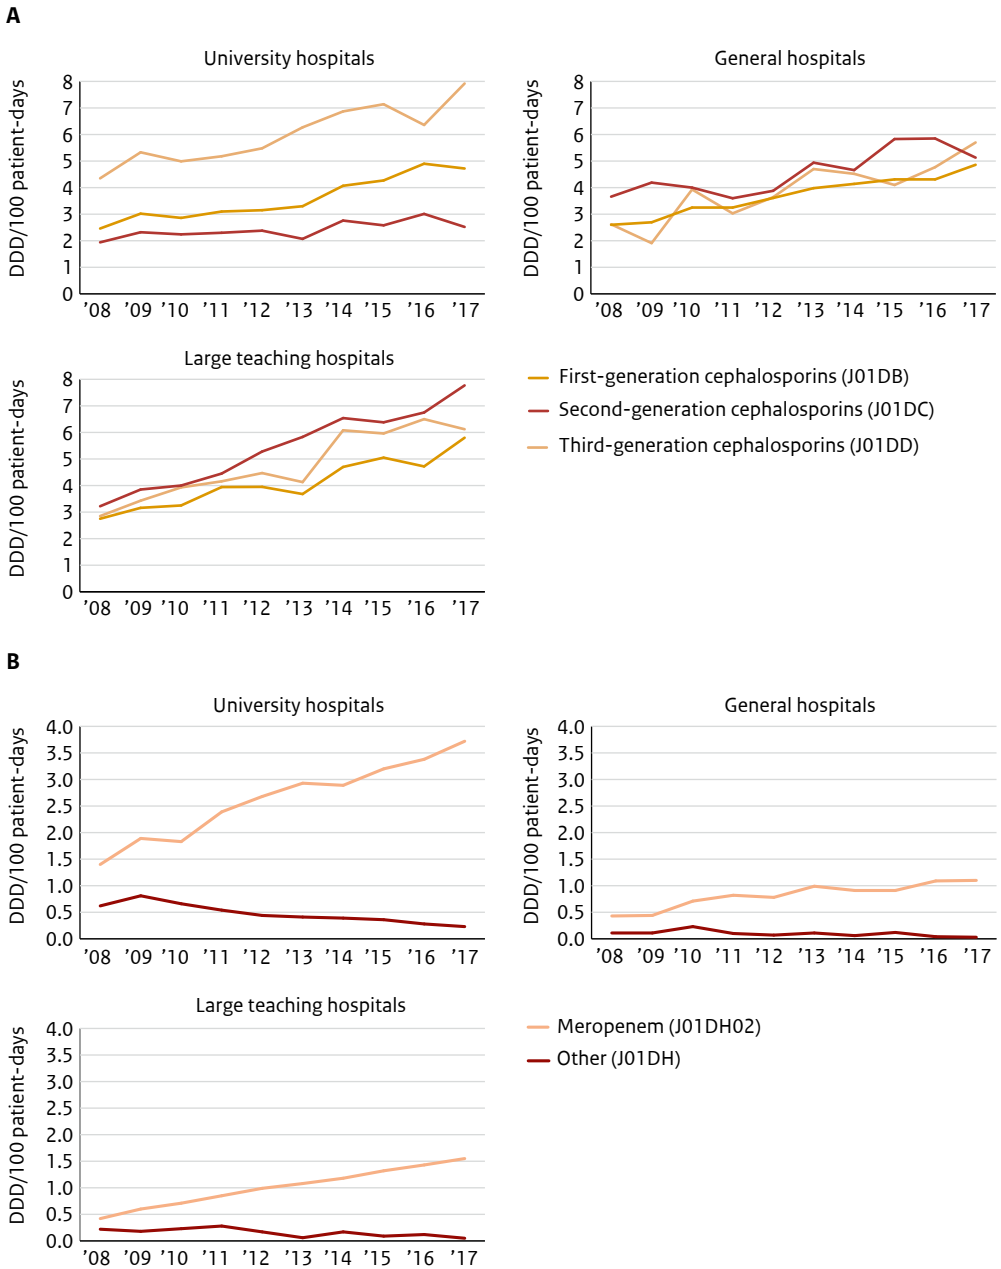 A
University hospitals
DDD/100 patient-days
8
7
6
5
4
3
2
1
0
’08 ’09 ’10 ’11 ’12 ’13 ’14 ’15 ’16 ’17
General hospitals
DDD/100 patient-days
8
7
6
5
4
3
2
1
0
’08 ’09 ’10 ’11 ’12 ’13 ’14 ’15 ’16 ’17
Large teaching hospitals
DDD/100 patient-days
8
7
6
5
4
3
2
1
0
’08 ’09 ’10 ’11 ’12 ’13 ’14 ’15 ’16 ’17
First-generation cephalosporins (J01DB)
Second-generation cephalosporins (J01DC)
Third-generation cephalosporins (J01DD)
B
University hospitals
DDD/100 patient-days
4.0
3.5
3.0
2.5
2.0
1.5
1.0
0.5
0.0
’08 ’09 ’10 ’11 ’12 ’13 ’14 ’15 ’16 ’17
General hospitals
DDD/100 patient-days
4.0
3.5
3.0
2.5
2.0
1.5
1.0
0.5
0.0
’08 ’09 ’10 ’11 ’12 ’13 ’14 ’15 ’16 ’17
Large teaching hospitals
DDD/100 patient-days
4.0
3.5
3.0
2.5
2.0
1.5
1.0
0.5
0.0
’08 ’09 ’10 ’11 ’12 ’13 ’14 ’15 ’16 ’17
Meropenem (J01DH02)
Other (J01DH)